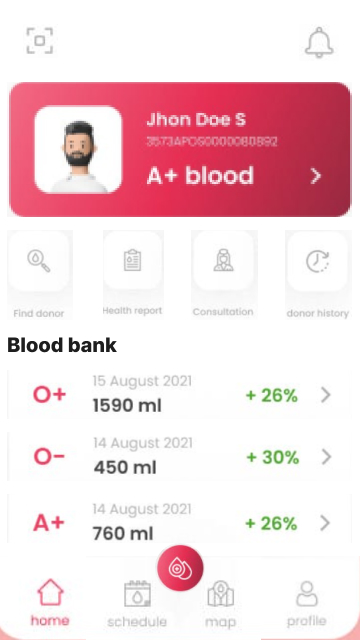 Jhon Doe S
A+ blood
Find donor
Health report
Consultation
donor history
Blood bank
O+
15 August 2021
1590 ml
+ 26%
O-
14 August 2021
450 ml
+ 30%
A+
14 August 2021
760 ml
+ 26%
home
schedule
map
profile